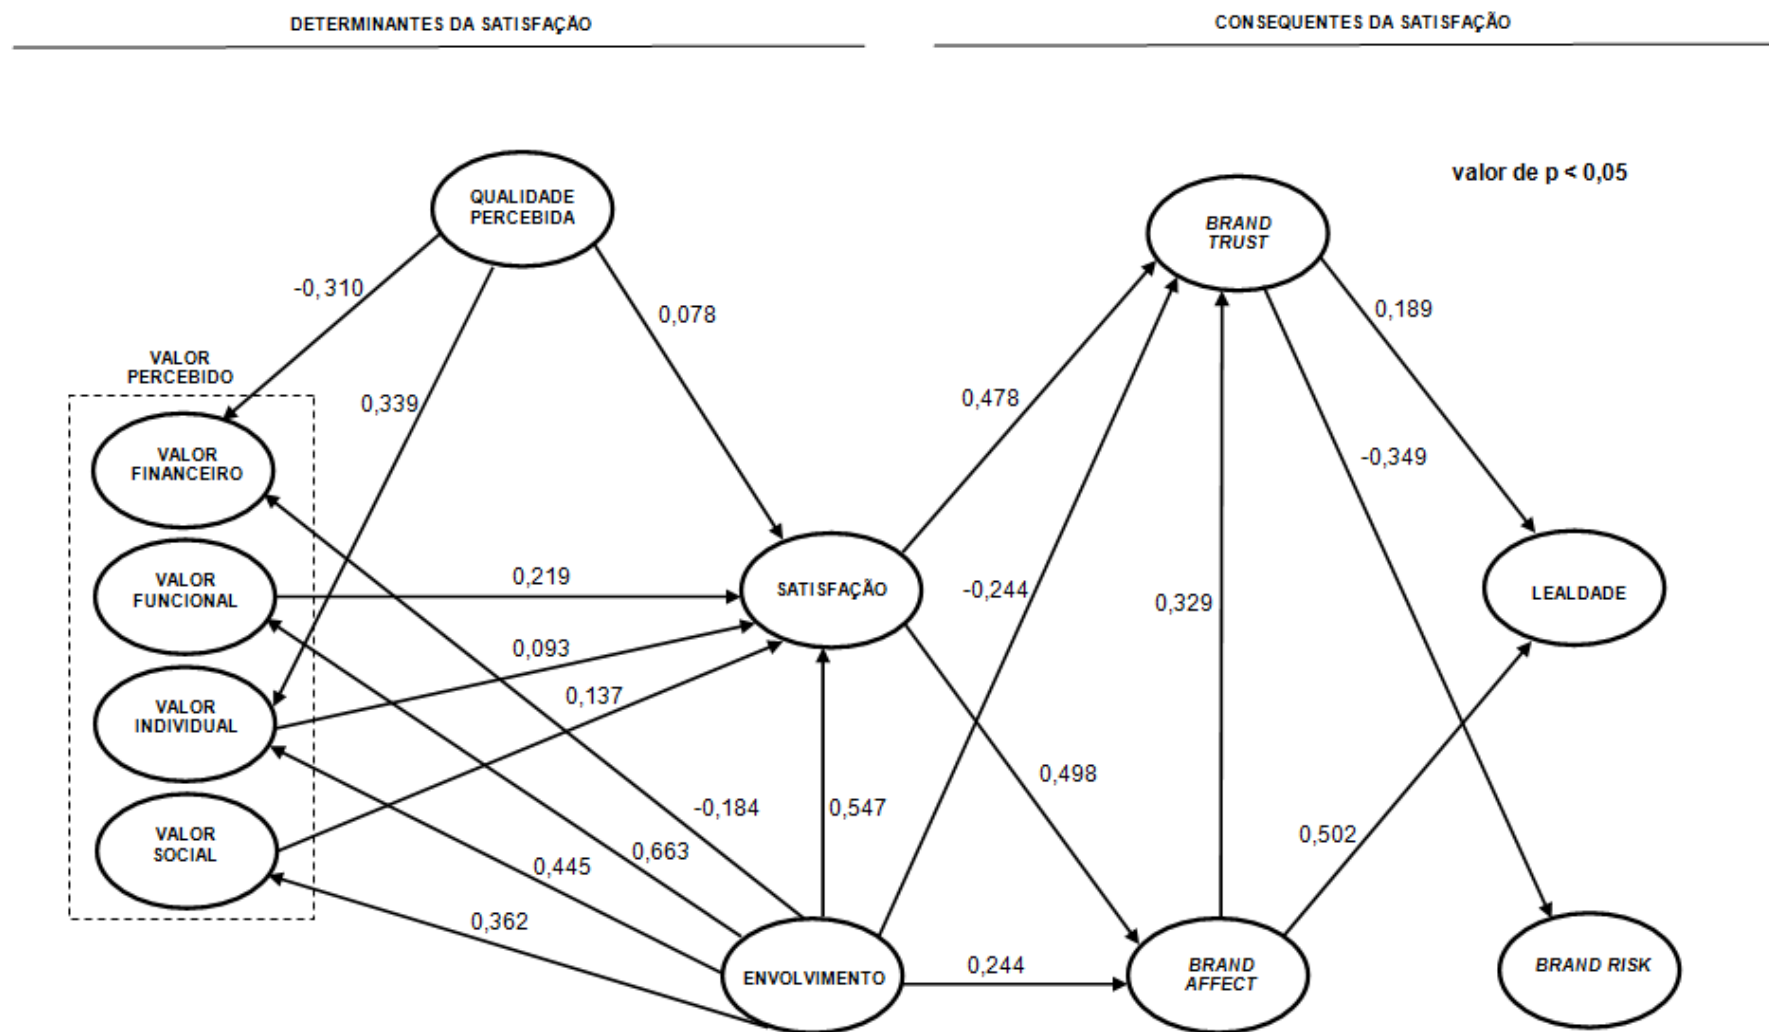 DETERMINANTES DA SATISFAÇÃO
CONSEQUENTES DA SATISFAÇÃO
valor de p < 0,05
QUALIDADE
PERCEBIDA
BRAND
TRUST
-0,310
0,078
0,189
VALOR
PERCEBIDO
0,339
0,478
VALOR
FINANCEIRO
-0,349
VALOR
FUNCIONAL
0,219
SATISFAÇÃO
-0,244
0,329
LEALDADE
0,093
0,137
VALOR
INDIVIDUAL
0,498
-0,184
0,547
VALOR
SOCIAL
0,663
0,445
0,502
0,362
ENVOLVIMENTO
0,244
BRAND
AFFECT
BRAND RISK